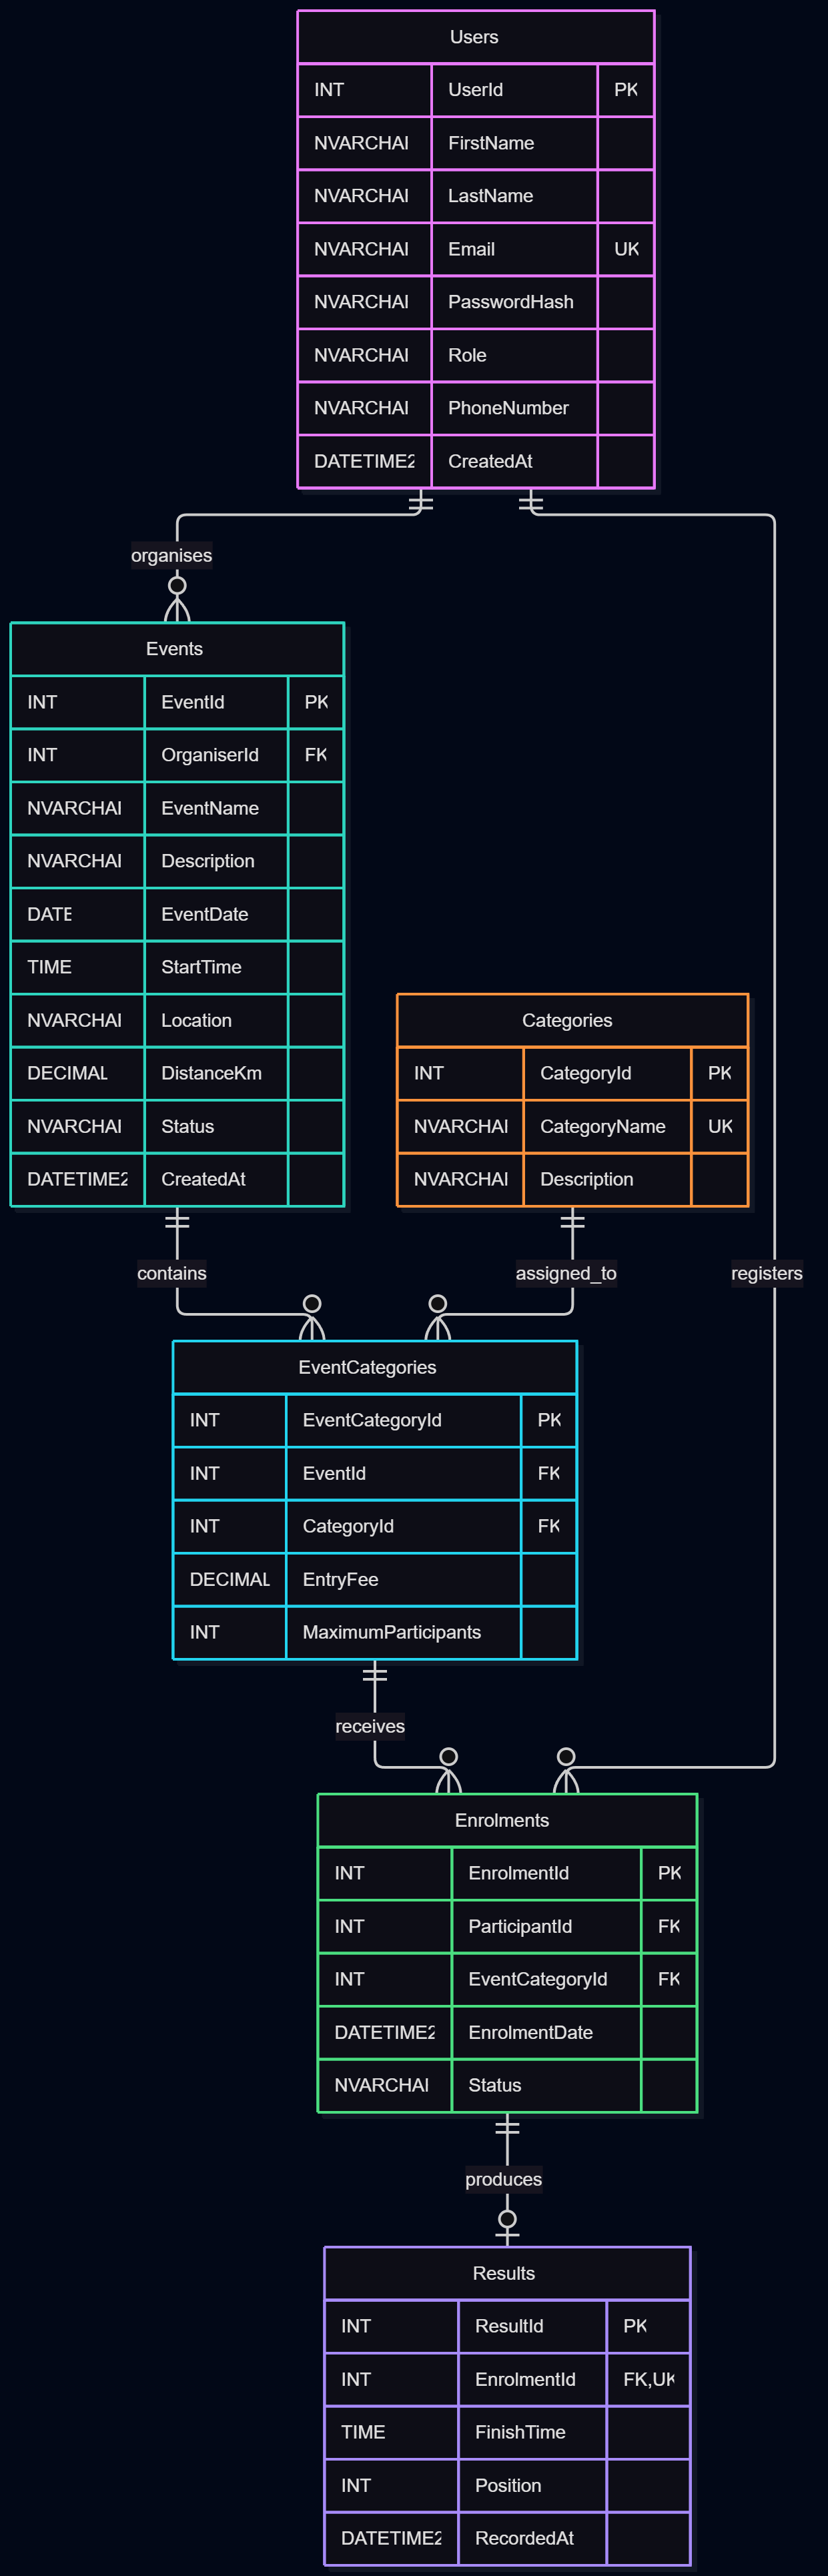 Users
INT UserId PK
NVARCHAI FirstName
NVARCHAI LastName
NVARCHAI Email UK
NVARCHAI PasswordHash
NVARCHAI Role
NVARCHAI PhoneNumber
DATETIME2 CreatedAt
organises
Events
INT EventId PK
INT OrganiserId FK
NVARCHAI EventName
NVARCHAI Description
DATE EventDate
TIME StartTime
NVARCHAI Location
DECIMAL DistanceKm
NVARCHAI Status
DATETIME2 CreatedAt
Categories
INT CategoryId PK
NVARCHAI CategoryName UK
NVARCHAI Description
contains assigned_to registers
EventCategories
INT EventCategoryId PK
INT EventId FK
INT CategoryId FK
DECIMAL EntryFee
INT MaximumParticipants
receives
Enrolments
INT EnrolmentId PK
INT ParticipantId FK
INT EventCategoryId FK
DATETIME2 EnrolmentDate
NVARCHAI Status
produces
Results
INT ResultId PK
INT EnrolmentId FK,UK
TIME FinishTime
INT Position
DATETIME2 RecordedAt